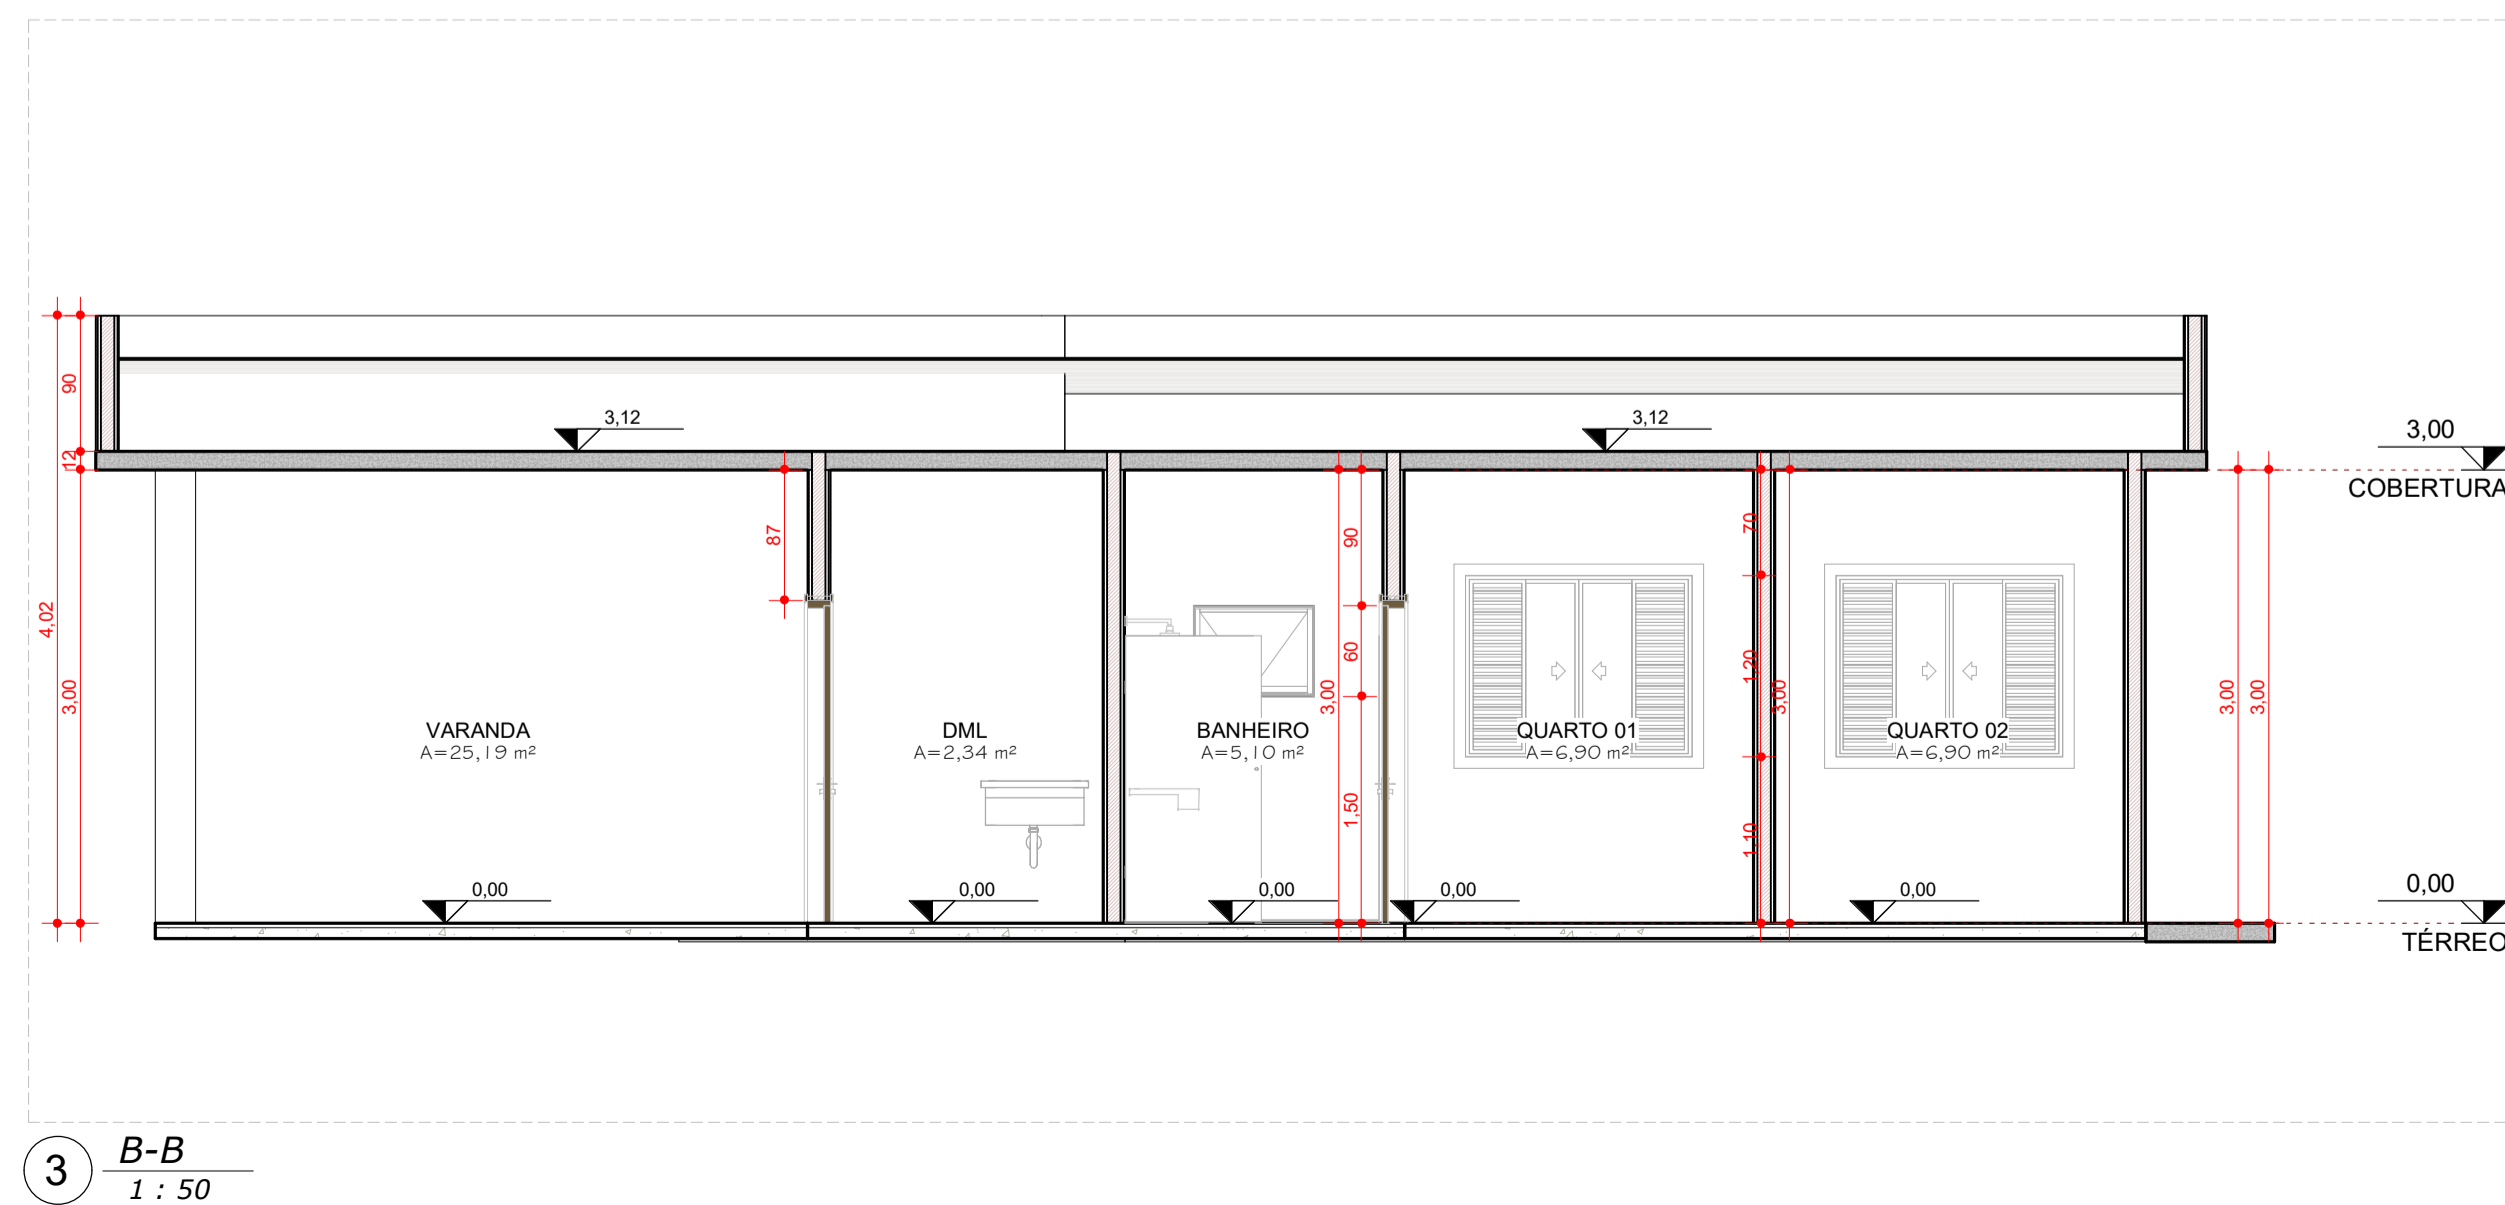 90
12
3,00
4,02
3,12
3,12
3,00
COBERTURA
87
90
60
1,50
3,00
70
1,20
1,10
3,00
3,00
3,00
VARANDA
A=25,19 m²
DML
A=2,34 m²
BANHEIRO
A=5,10 m²
QUARTO 01
A=6,90 m²
QUARTO 02
A=6,90 m²
0,00
0,00
0,00
0,00
0,00
0,00
TÉRREO
3
B-B
1 : 50